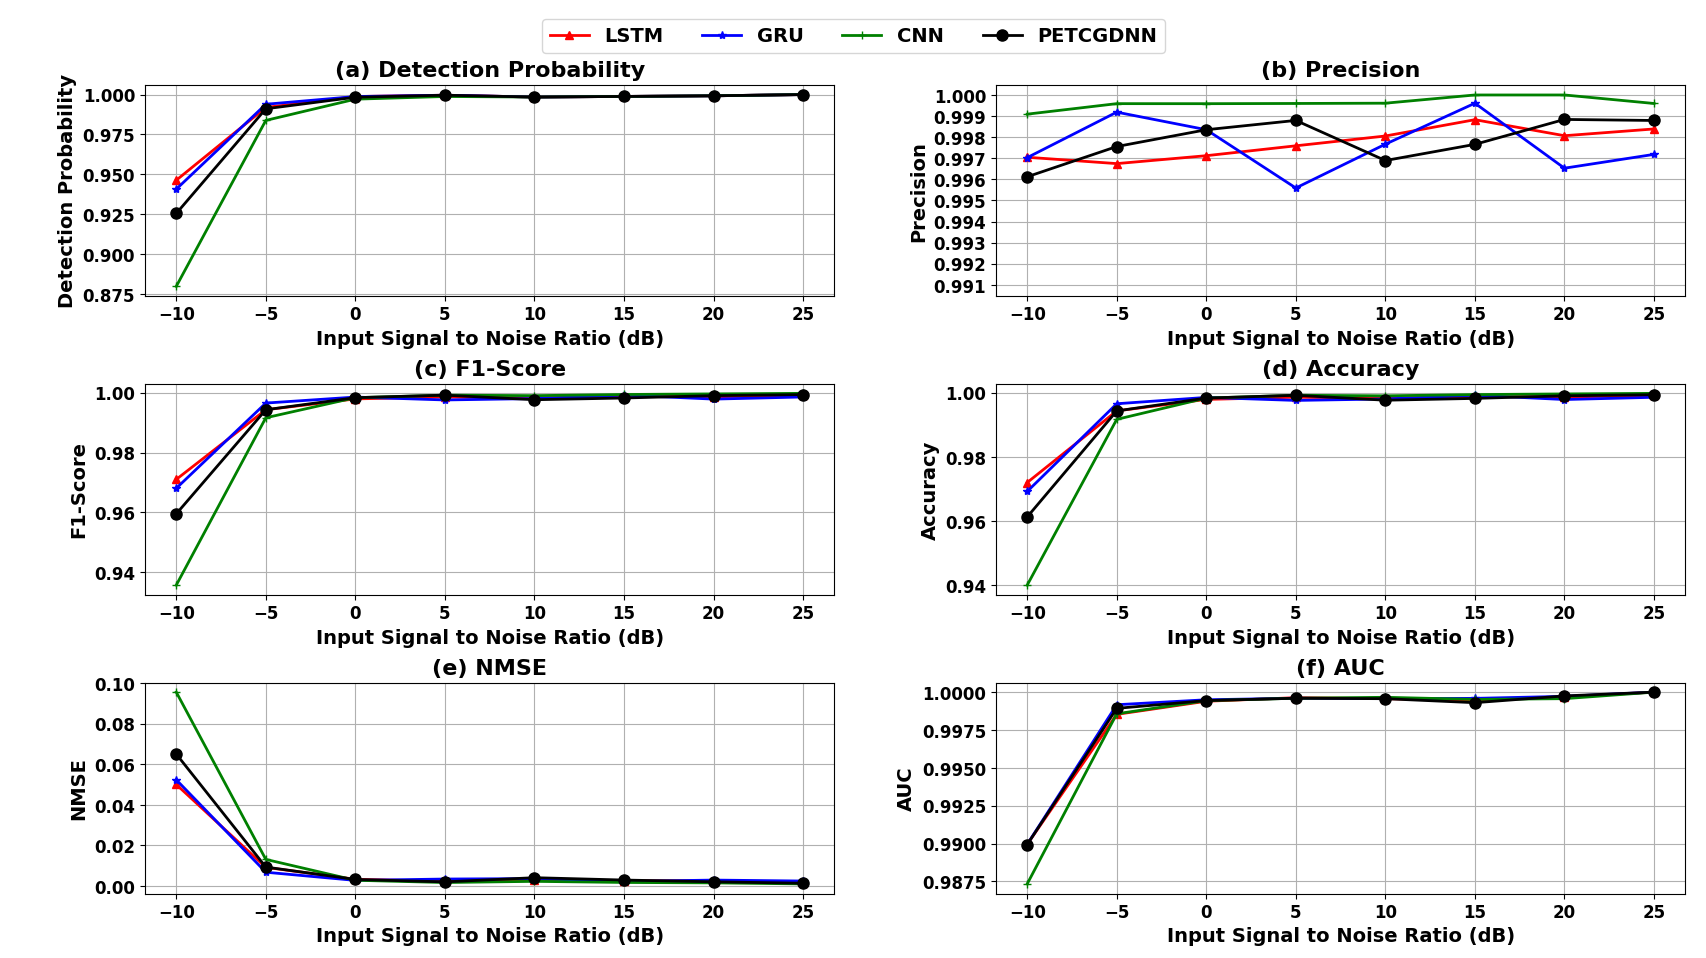 LSTM GRU CNN PETCGDNN
(a) Detection Probability
Detection Probability
1.000
0.975
0.950
0.925
0.900
0.875
−10 −5 0 5 10 15 20 25
Input Signal to Noise Ratio (dB)
(b) Precision
Precision
1.000
0.999
0.998
0.997
0.996
0.995
0.994
0.993
0.992
0.991
−10 −5 0 5 10 15 20 25
Input Signal to Noise Ratio (dB)
(c) F1-Score
F1-Score
1.00
0.98
0.96
0.94
−10 −5 0 5 10 15 20 25
Input Signal to Noise Ratio (dB)
(d) Accuracy
Accuracy
1.00
0.98
0.96
0.94
−10 −5 0 5 10 15 20 25
Input Signal to Noise Ratio (dB)
(e) NMSE
NMSE
0.10
0.08
0.06
0.04
0.02
0.00
−10 −5 0 5 10 15 20 25
Input Signal to Noise Ratio (dB)
(f) AUC
AUC
1.0000
0.9975
0.9950
0.9925
0.9900
0.9875
−10 −5 0 5 10 15 20 25
Input Signal to Noise Ratio (dB)